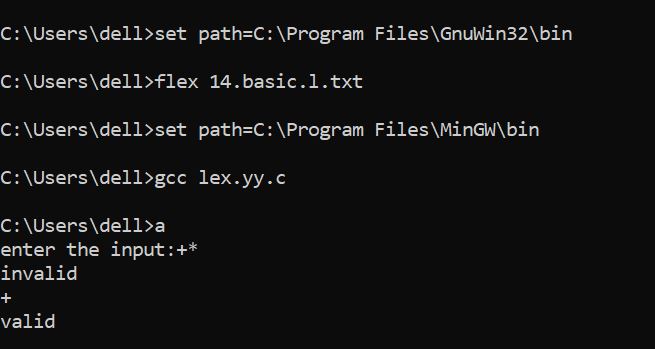 C:\Users\dell>set path=C:\Program Files\GnuWin32\bin
C:\Users\dell>flex 14.basic.l.txt
C:\Users\dell>set path=C:\Program Files\MinGW\bin
C:\Users\dell>gcc lex.yy.c
C:\Users\dell>a
enter the input:+*
invalid
+
valid